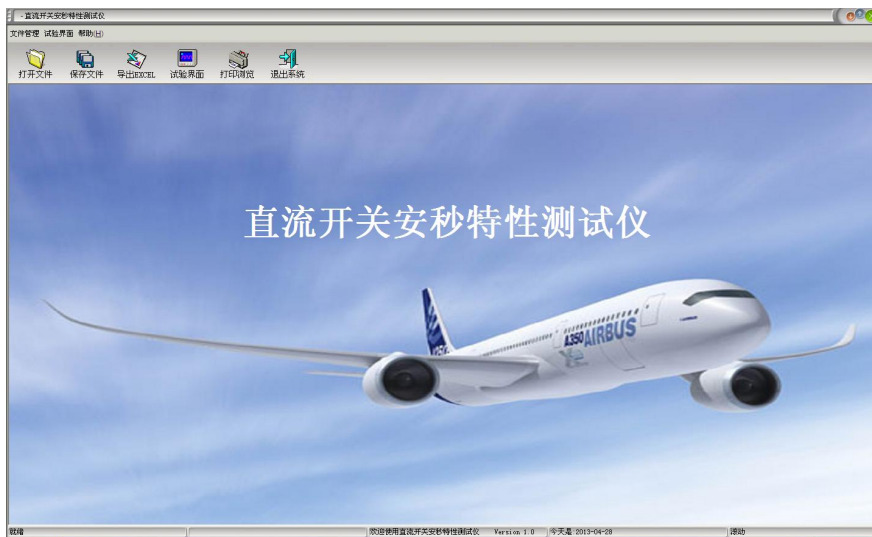 - 直流开关安秒特性测试仪
文件管理 试验界面 帮助(H)
打开文件 保存文件 导出EXCEL 试验界面 打印浏览 退出系统
直流开关安秒特性测试仪
A350 AIRBUS
就绪 欢迎使用直流开关安秒特性测试仪 Version 1.0 今天是 2013-04-28 滚动